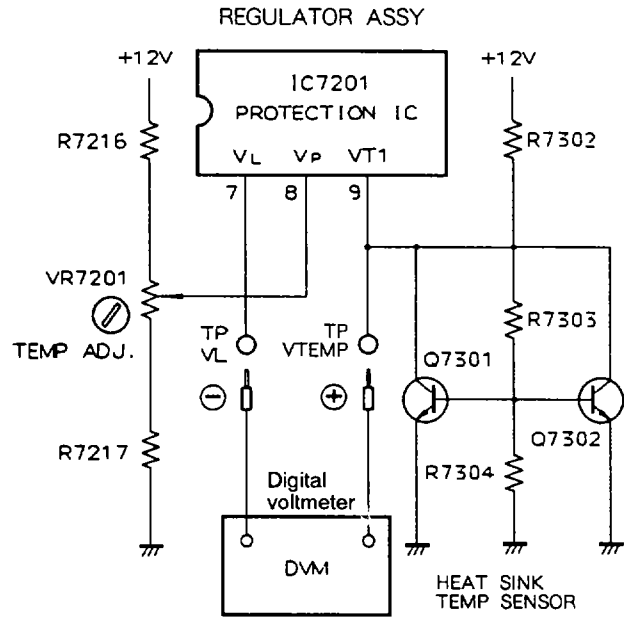 REGULATOR ASSY
+12V
+12V
IC7201
PROTECTION IC
R7216
R7302
VL VP VT1
7 8 9
VR7201
TEMP ADJ.
R7303
TP
VL
TP
VTEMP
Q7301
− +
R7217
R7304
Q7302
Digital
voltmeter
DVM
HEAT SINK
TEMP SENSOR